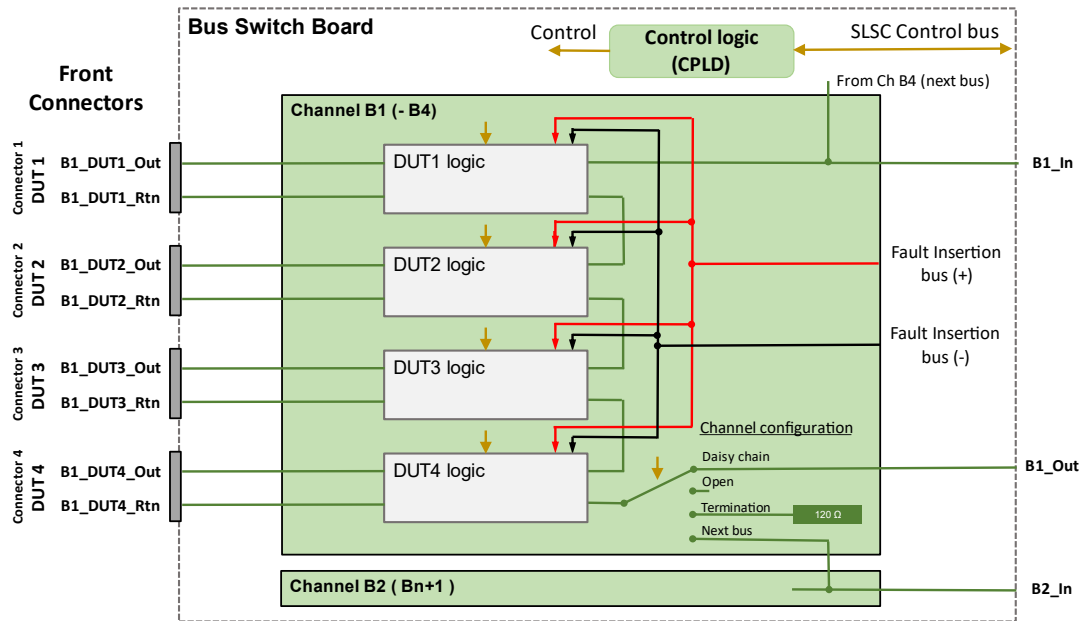 Bus Switch Board
Control
Control logic
(CPLD)
SLSC Control bus
Front
Connectors
From Ch B4 (next bus)
Channel B1 (- B4)
Connector 1
DUT 1
B1_DUT1_Out
B1_DUT1_Rtn
DUT1 logic
B1_In
Connector 2
DUT 2
B1_DUT2_Out
B1_DUT2_Rtn
DUT2 logic
Fault Insertion
bus (+)
Connector 3
DUT 3
B1_DUT3_Out
B1_DUT3_Rtn
DUT3 logic
Fault Insertion
bus (-)
Channel configuration
Connector 4
DUT 4
B1_DUT4_Out
B1_DUT4_Rtn
DUT4 logic
Daisy chain
Open
Termination
120 Ω
Next bus
B1_Out
Channel B2 ( Bn+1 )
B2_In